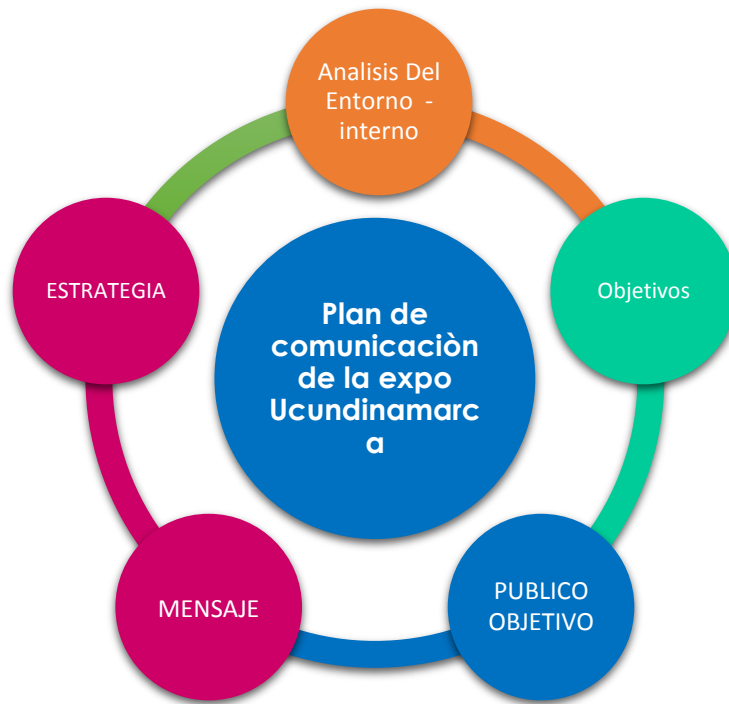 Analisis Del
Entorno -
interno
Objetivos
PUBLICO
OBJETIVO
MENSAJE
ESTRATEGIA
Plan de
comunicaciòn
de la expo
Ucundinamarc
a